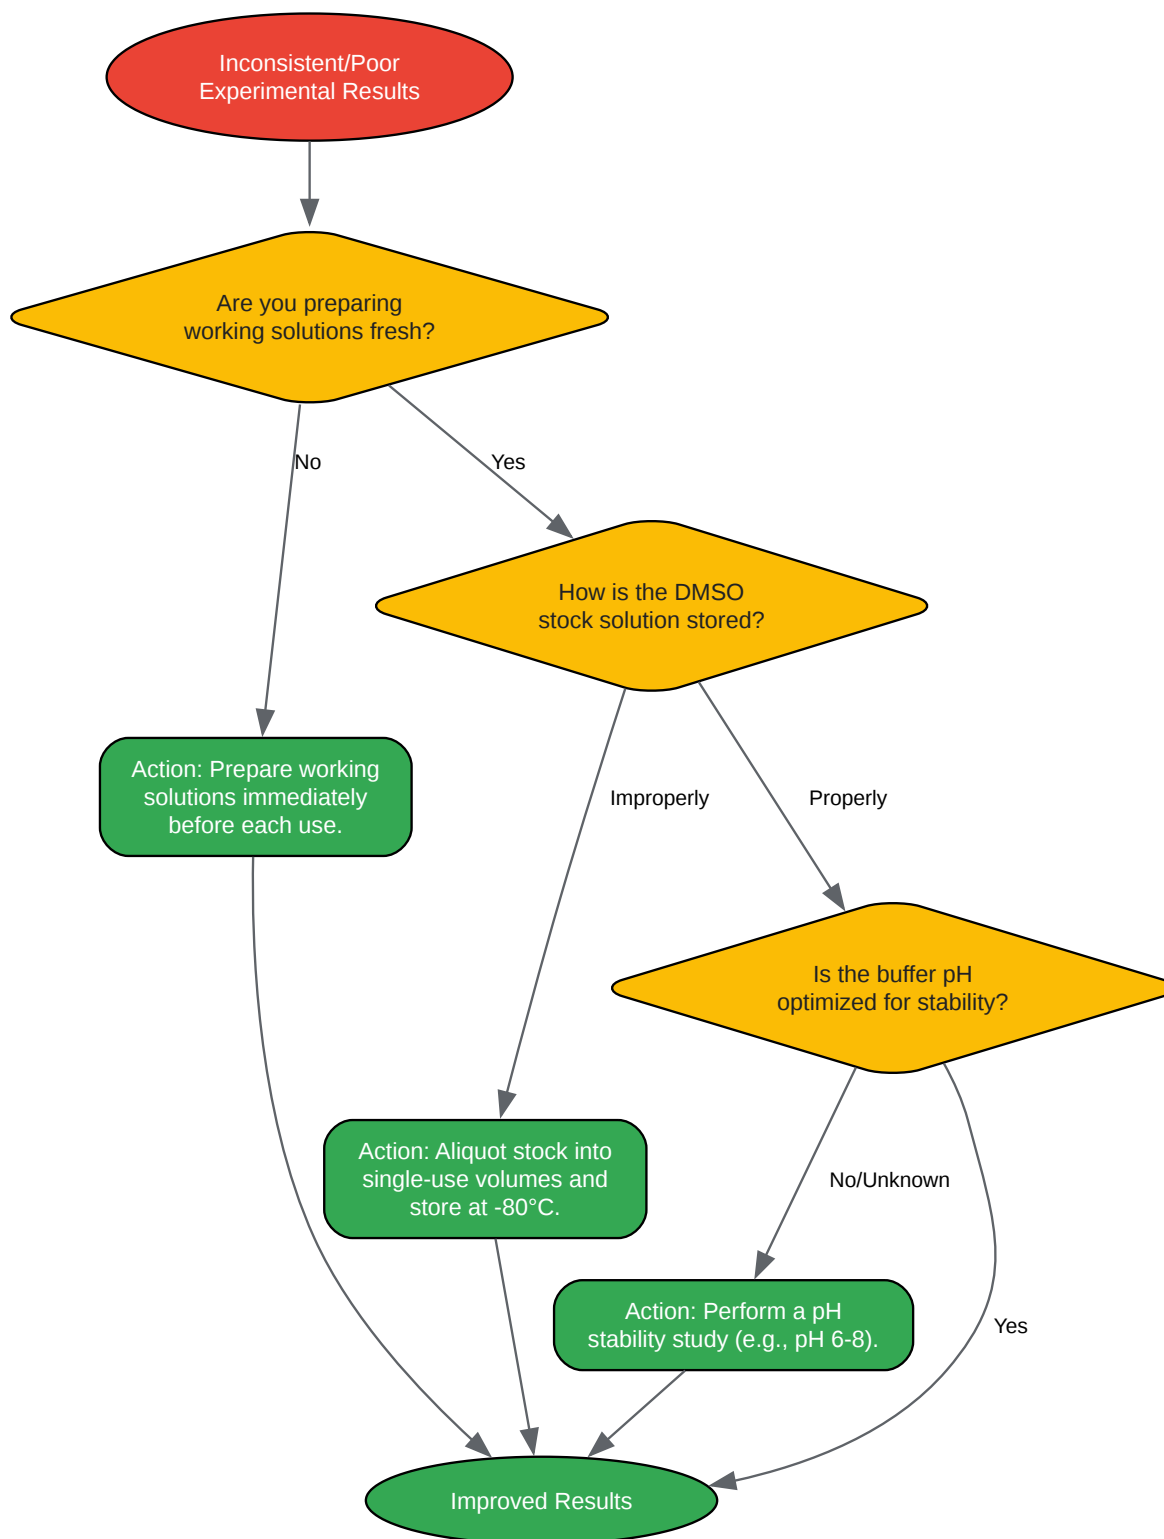 Inconsistent/Poor
Experimental Results
Are you preparing
working solutions fresh?
No
Yes
How is the DMSO
stock solution stored?
Action: Prepare working
solutions immediately
before each use.
Improperly
Properly
Is the buffer pH
optimized for stability?
Action: Aliquot stock into
single-use volumes and
store at -80°C.
No/Unknown
Action: Perform a pH
stability study (e.g., pH 6-8).
Yes
Improved Results